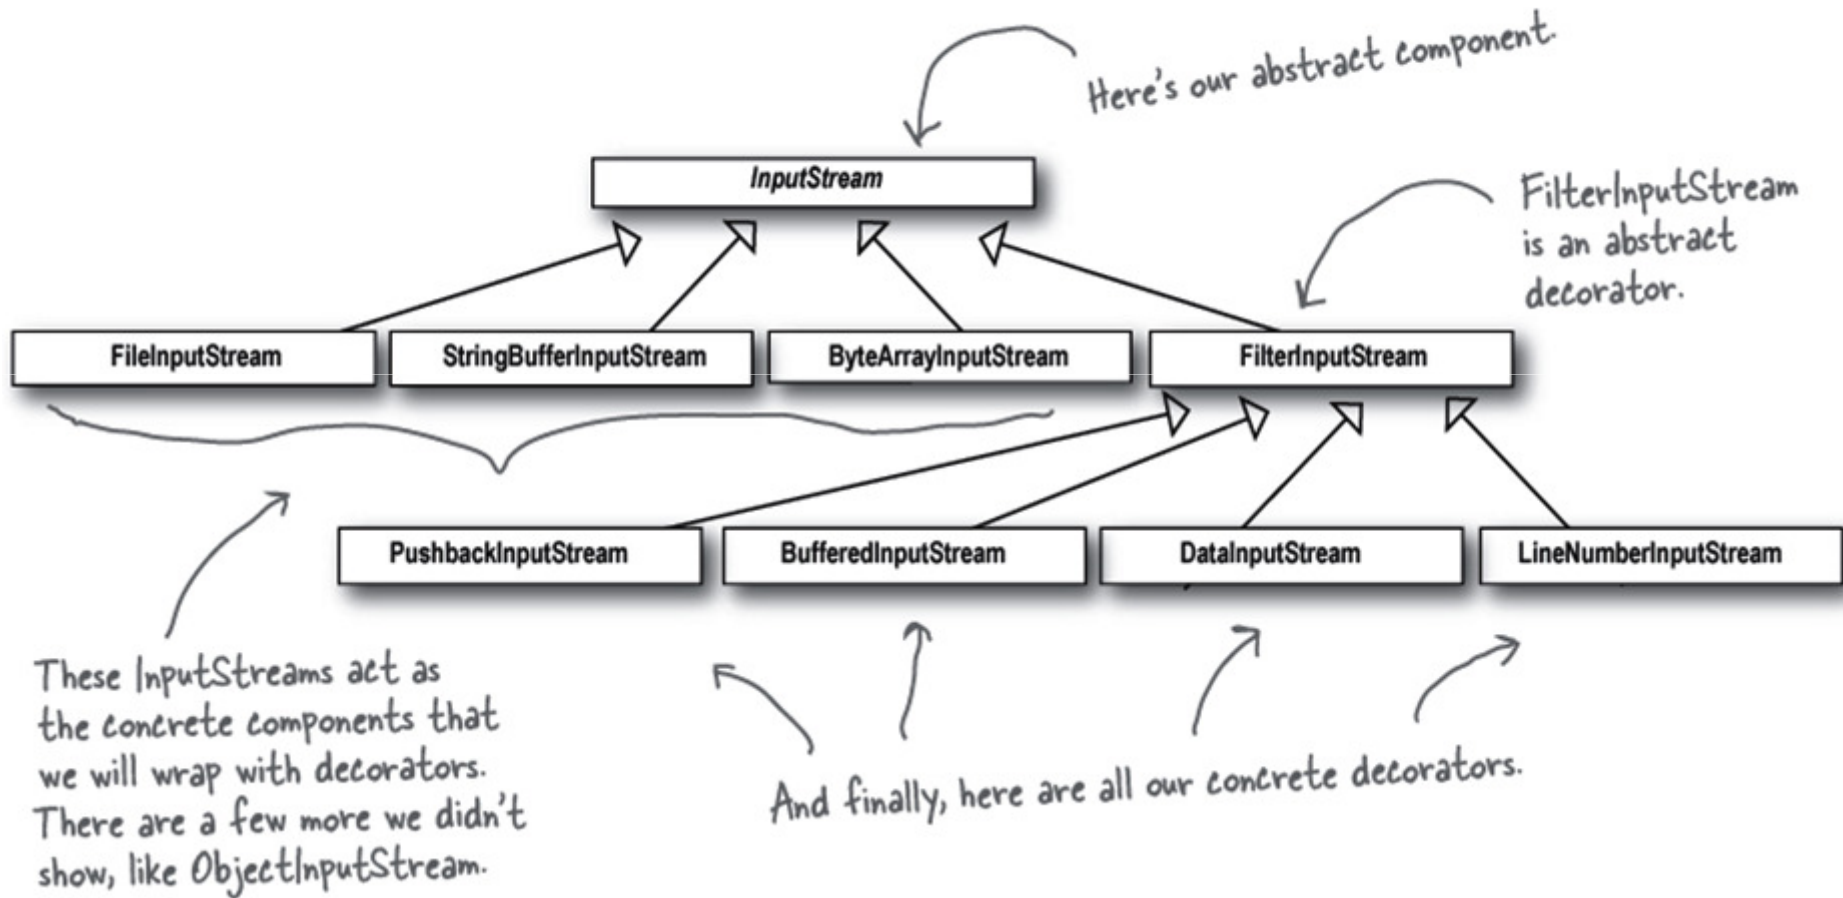 Here's our abstract component.
InputStream
FilterInputStream
is an abstract
decorator.
FileInputStream
StringBufferInputStream
ByteArrayInputStream
FilterInputStream
PushbackInputStream
BufferedInputStream
DataInputStream
LineNumberInputStream
These InputStreams act as
the concrete components that
we will wrap with decorators.
There are a few more we didn't
show, like ObjectInputStream.
And finally, here are all our concrete decorators.